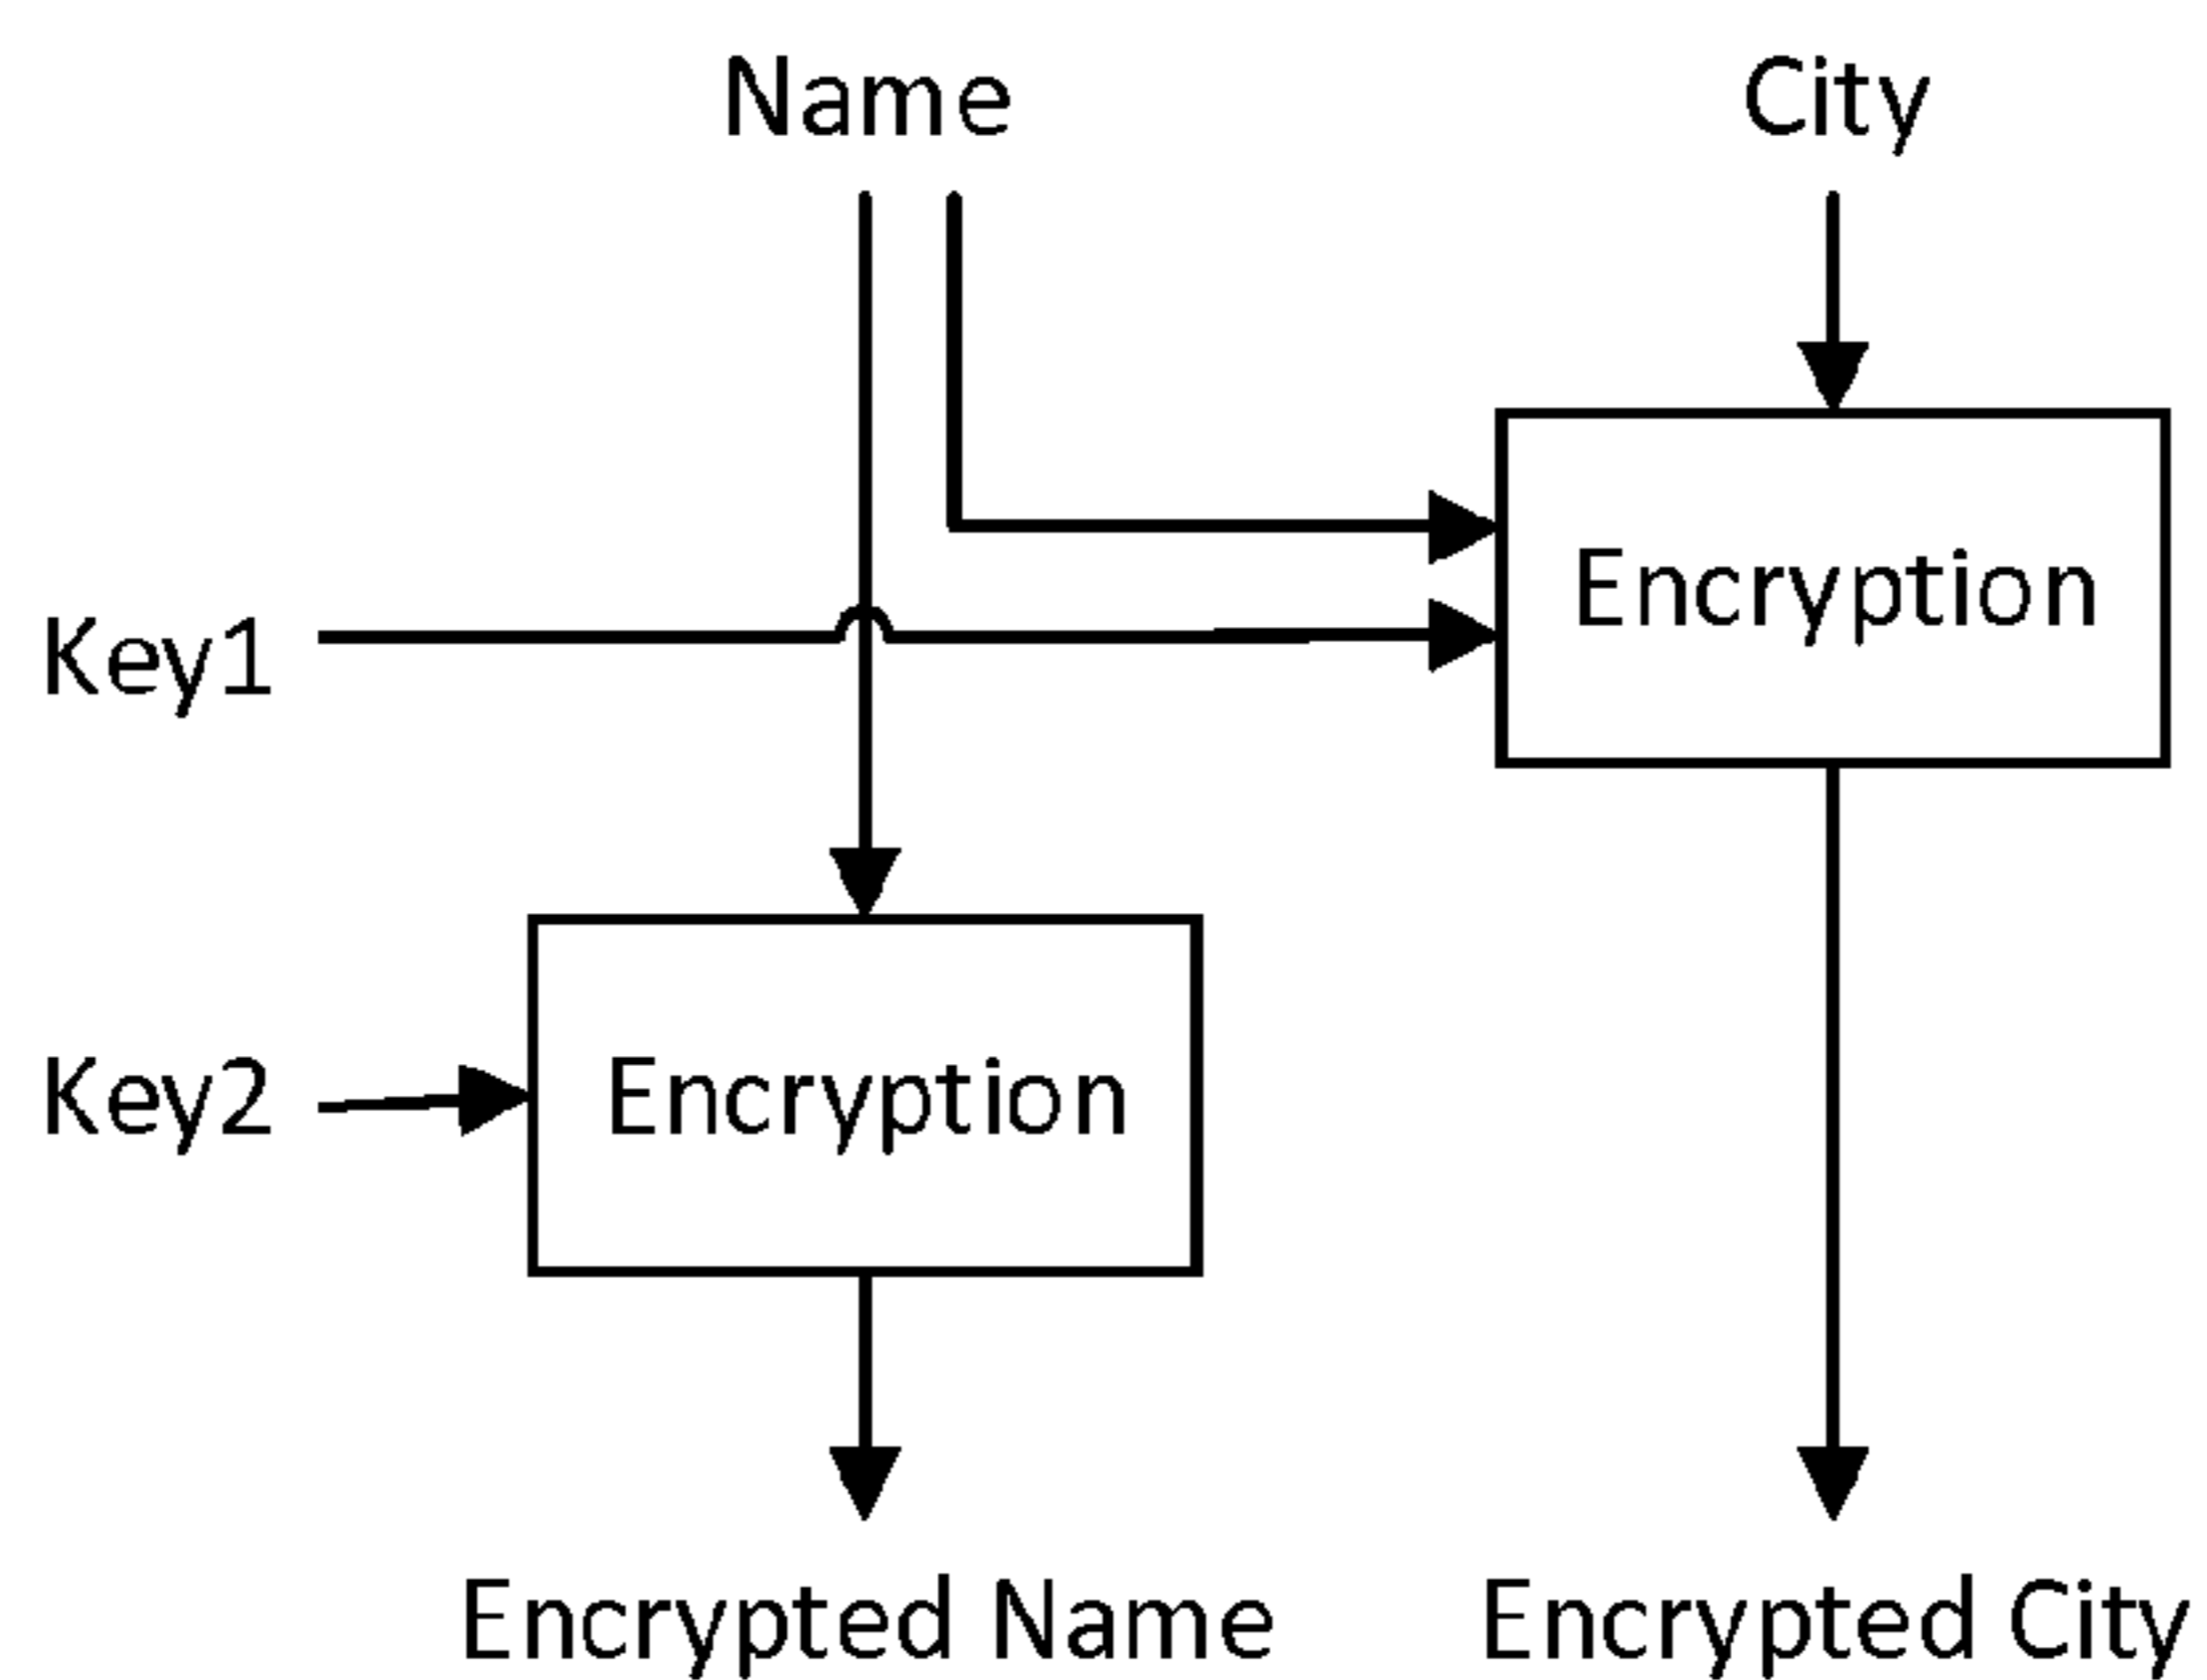 Name
City
Encryption
Key1
Key2
Encryption
Encrypted Name
Encrypted City